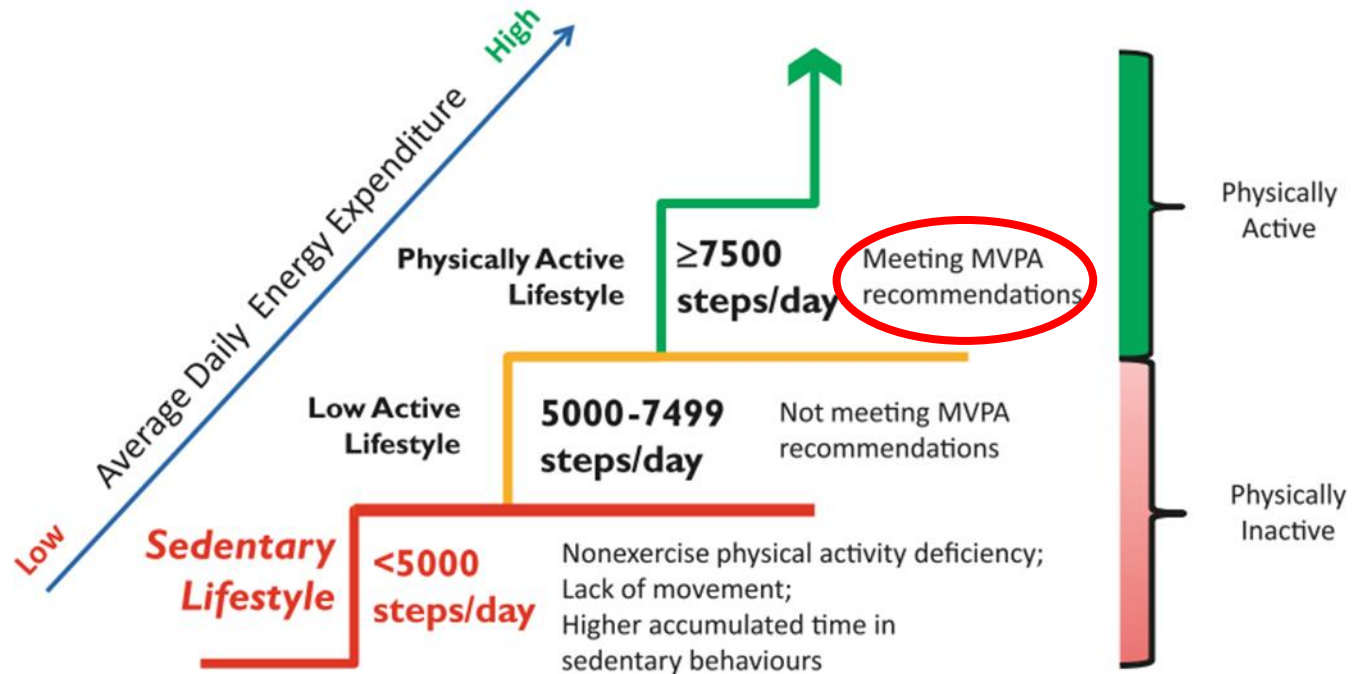 High
Average Daily Energy Expenditure
Low
Physically Active
Lifestyle
≥7500
steps/day
Meeting MVPA
recommendations
Physically
Active
Low Active
Lifestyle
5000-7499
steps/day
Not meeting MVPA
recommendations
Physically
Inactive
Sedentary
Lifestyle
<5000
steps/day
Nonexercise physical activity deficiency;
Lack of movement;
Higher accumulated time in
sedentary behaviours